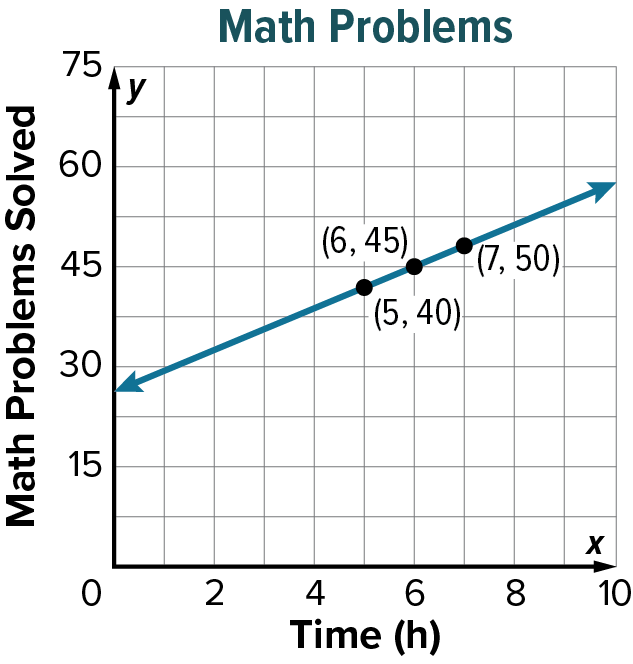 Math Problems
75
y
60
Math Problems Solved
(6, 45)
45
(7, 50)
(5, 40)
30
15
x
0 2 4 6 8 10
Time (h)